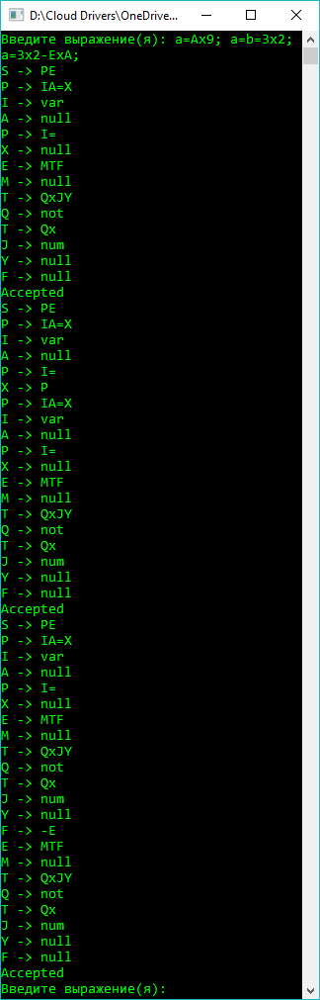 D:\Cloud Drivers\OneDrive...
Введите выражение(я): a=Ax9; a=b=3x2;
a=3x2-ExA;
S -> PE
P -> IA=X
I -> var
A -> null
P -> I=
X -> null
E -> MTF
M -> null
T -> QxJY
Q -> not
T -> Qx
J -> num
Y -> null
F -> null
Accepted
S -> PE
P -> IA=X
I -> var
A -> null
P -> I=
X -> P
P -> IA=X
I -> var
A -> null
P -> I=
X -> null
E -> MTF
M -> null
T -> QxJY
Q -> not
T -> Qx
J -> num
Y -> null
F -> null
Accepted
S -> PE
P -> IA=X
I -> var
A -> null
P -> I=
X -> null
E -> MTF
M -> null
T -> QxJY
Q -> not
T -> Qx
J -> num
Y -> null
F -> -E
E -> MTF
M -> null
T -> QxJY
Q -> not
T -> Qx
J -> num
Y -> null
F -> null
Accepted
Введите выражение(я):